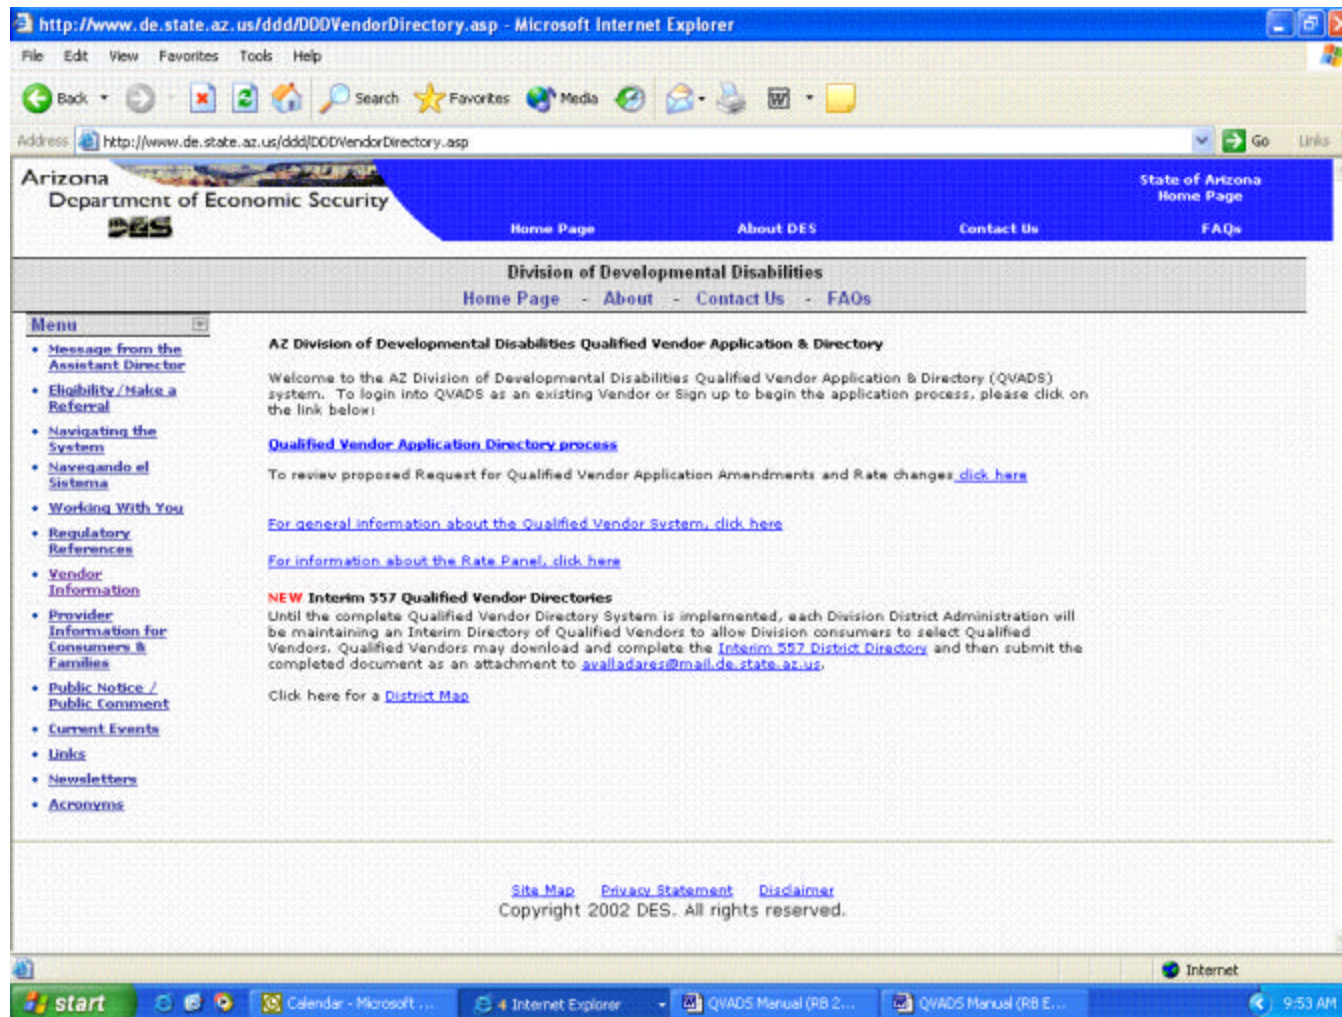 http://www.de.state.az.us/ddd/DDDVendorDirectory.asp - Microsoft Internet Explorer
File Edit View Favorites Tools Help
Back Search Favorites Media
Address http://www.de.state.az.us/ddd/DDDVendorDirectory.asp Go Links
Arizona
Department of Economic Security
DES
State of Arizona
Home Page
Home Page About DES Contact Us FAQs
Division of Developmental Disabilities
Home Page - About - Contact Us - FAQs
Menu
• Message from the
Assistant Director
• Eligibility/Make a
Referral
• Navigating the
System
• Navegando el
Sistema
• Working With You
• Regulatory
References
• Vendor
Information
• Provider
Information for
Consumers &
Families
• Public Notice /
Public Comment
• Current Events
• Links
• Newsletters
• Acronyms
AZ Division of Developmental Disabilities Qualified Vendor Application & Directory
Welcome to the AZ Division of Developmental Disabilities Qualified Vendor Application & Directory (QVADS)
system. To login into QVADS as an existing Vendor or Sign up to begin the application process, please click on
the link below:
Qualified Vendor Application Directory process
To review proposed Request for Qualified Vendor Application Amendments and Rate changes click here
For general information about the Qualified Vendor System, click here
For information about the Rate Panel, click here
NEW Interim 557 Qualified Vendor Directories
Until the complete Qualified Vendor Directory System is implemented, each Division District Administration will
be maintaining an Interim Directory of Qualified Vendors to allow Division consumers to select Qualified
Vendors. Qualified Vendors may download and complete the Interim 557 District Directory and then submit the
completed document as an attachment to avalladares@mail.de.state.az.us.
Click here for a District Map
Site Map Privacy Statement Disclaimer
Copyright 2002 DES. All rights reserved.
Internet
start Calendar - Microsoft ... 4 Internet Explorer QVADS Manual (RB 2... QVADS Manual (RB E... 9:53 AM